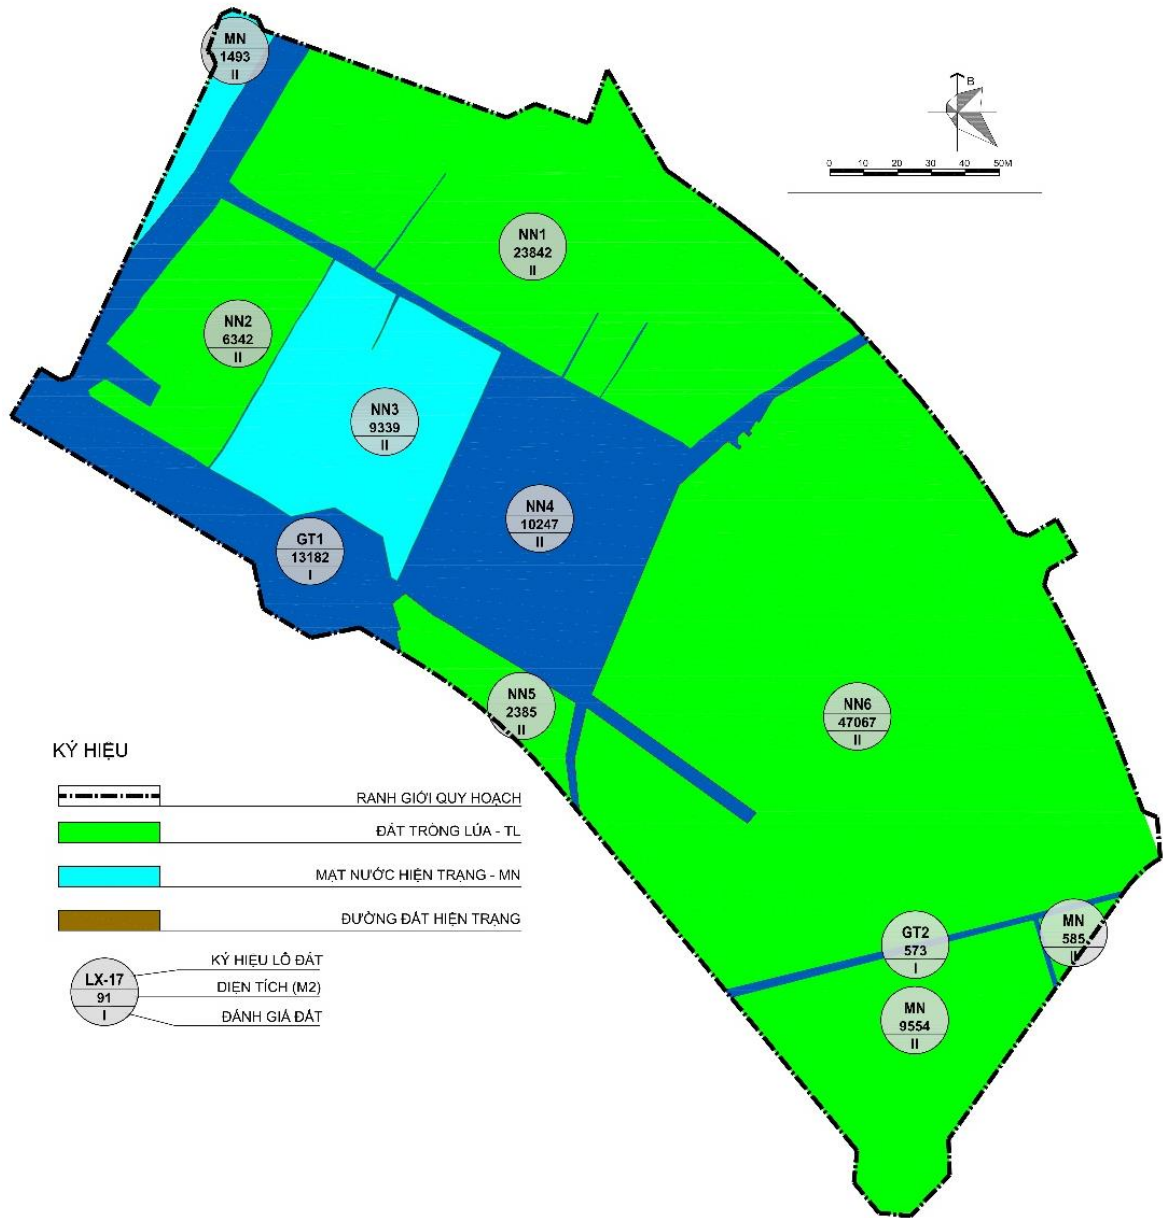 MN
1493
II
B
0 10 20 30 40 50M
NN1
23842
II
NN2
6342
II
NN3
9339
II
NN4
10247
II
GT1
13182
I
NN5
2385
II
NN6
47067
II
GT2
573
I
MN
585
II
MN
9554
II
KÝ HIỆU
RANH GIỚI QUY HOẠCH
ĐẤT TRỒNG LÚA - TL
MẶT NƯỚC HIỆN TRẠNG - MN
ĐƯỜNG ĐẤT HIỆN TRẠNG
LX-17
91
I
KÝ HIỆU LÔ ĐẤT
DIỆN TÍCH (M2)
ĐÁNH GIÁ ĐẤT